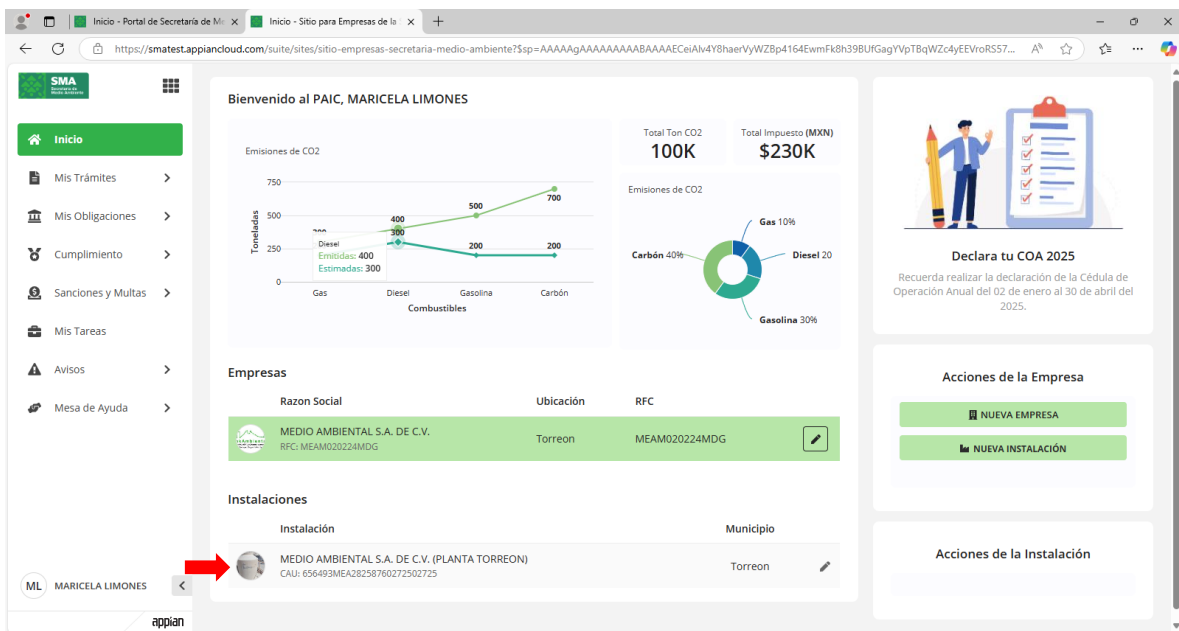 Inicio - Portal de Secretaría de Me
Inicio - Sitio para Empresas de la S
https://smatest.appiancloud.com/suite/sites/sitio-empresas-secretaria-medio-ambiente?
SMA
Secretaría de
Medio Ambiente
Inicio
Mis Trámites
Mis Obligaciones
Cumplimiento
Sanciones y Multas
Mis Tareas
Avisos
Mesa de Ayuda
ML MARICELA LIMONES
appian
Bienvenido al PAIC, MARICELA LIMONES
Emisiones de CO2
Toneladas
750
500
250
0
400
300
500
200
700
200
Diesel
Emitidas: 400
Estimadas: 300
Gas Diesel Gasolina Carbón
Combustibles
Total Ton CO2
100K
Total Impuesto (MXN)
$230K
Emisiones de CO2
Gas 10%
Carbón 40%
Diesel 20
Gasolina 30%
Empresas
Razon Social Ubicación RFC
MEDIO AMBIENTAL S.A. DE C.V.
RFC: MEAM020224MDG
Torreon MEAM020224MDG
Instalaciones
Instalación Municipio
MEDIO AMBIENTAL S.A. DE C.V. (PLANTA TORREON)
CAU: 656493MEA28258760272502725
Torreon
Declara tu COA 2025
Recuerda realizar la declaración de la Cédula de
Operación Anual del 02 de enero al 30 de abril del
2025.
Acciones de la Empresa
NUEVA EMPRESA
NUEVA INSTALACIÓN
Acciones de la Instalación